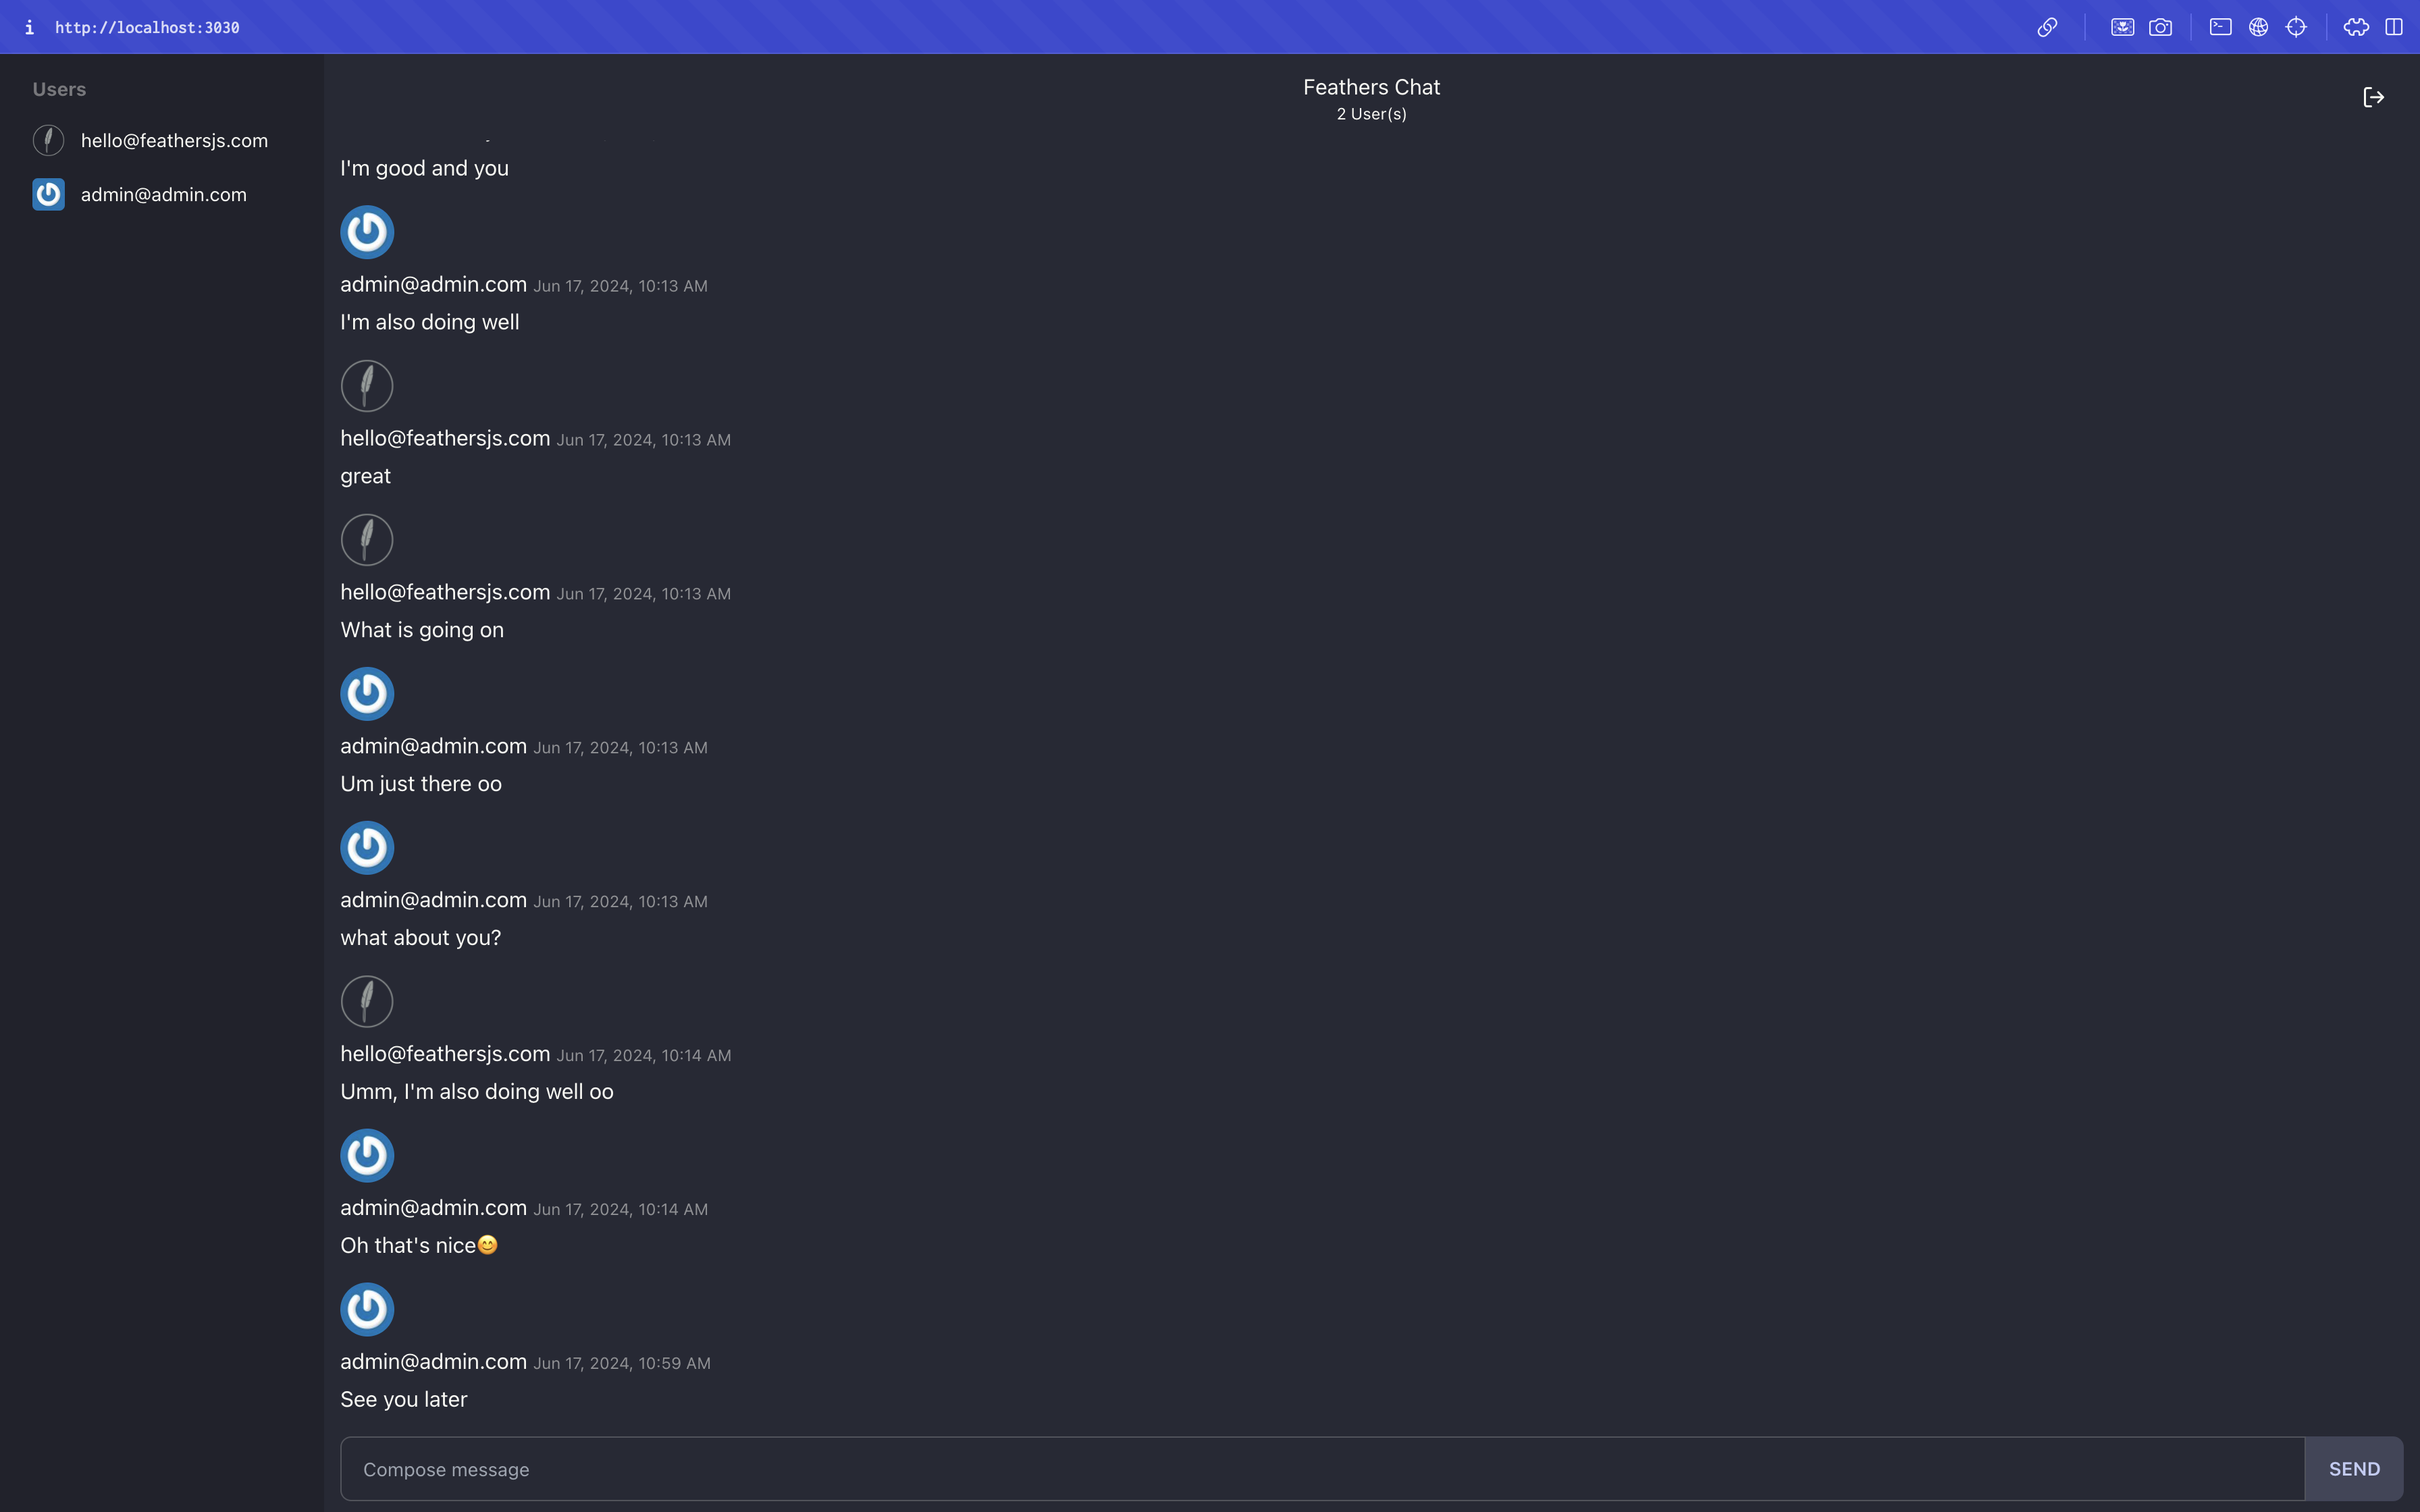 http://localhost:3030
Users
hello@feathersjs.com
admin@admin.com
Feathers Chat
2 User(s)
I'm good and you
admin@admin.com Jun 17, 2024, 10:13 AM
I'm also doing well
hello@feathersjs.com Jun 17, 2024, 10:13 AM
great
hello@feathersjs.com Jun 17, 2024, 10:13 AM
What is going on
admin@admin.com Jun 17, 2024, 10:13 AM
Um just there oo
admin@admin.com Jun 17, 2024, 10:13 AM
what about you?
hello@feathersjs.com Jun 17, 2024, 10:14 AM
Umm, I'm also doing well oo
admin@admin.com Jun 17, 2024, 10:14 AM
Oh that's nice😊
admin@admin.com Jun 17, 2024, 10:59 AM
See you later
Compose message
SEND